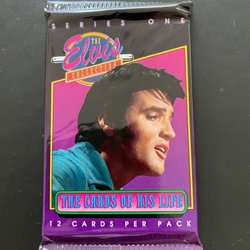 SERIES ONE
THE
Elvis
COLLECTION
THE CARDS OF HIS LIFE
12 CARDS PER PACK